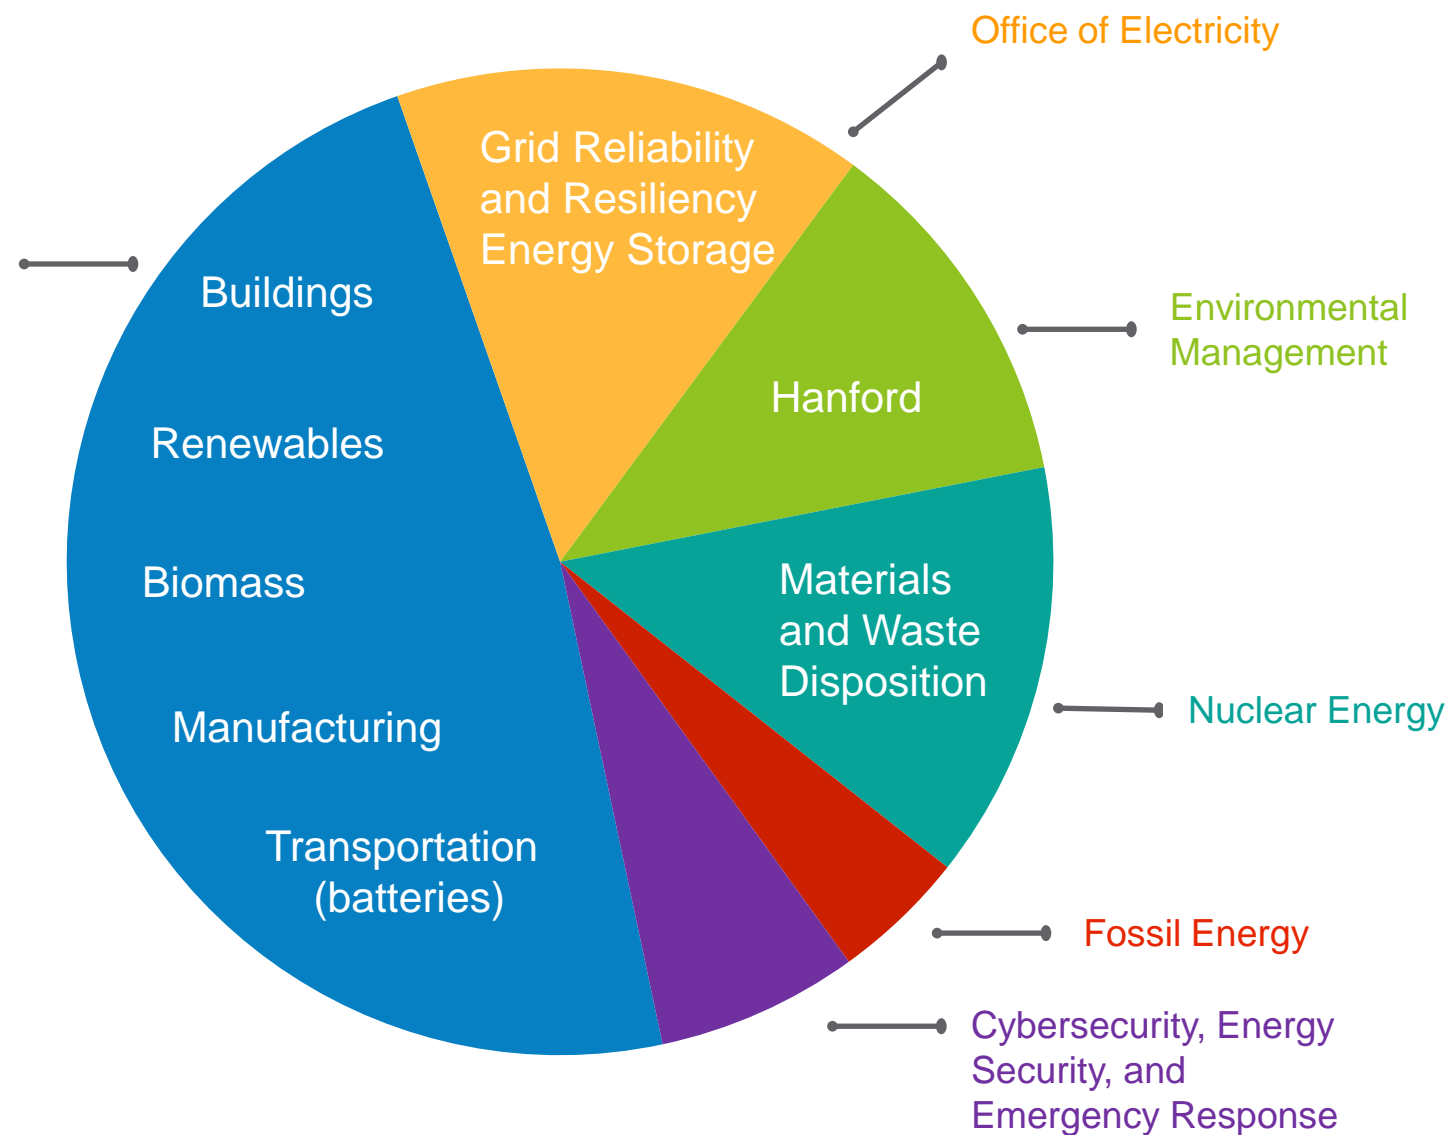 Office of Electricity
Grid Reliability
and Resiliency
Energy Storage
Buildings
Environmental
Management
Hanford
Renewables
Materials
and Waste
Disposition
Biomass
Nuclear Energy
Manufacturing
Transportation
(batteries)
Fossil Energy
Cybersecurity, Energy
Security, and
Emergency Response